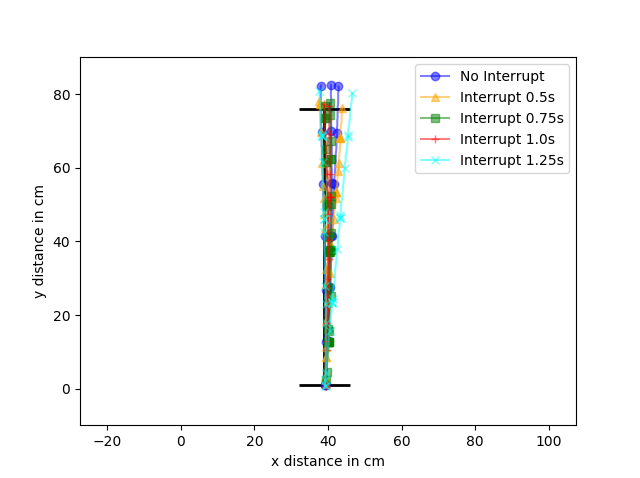 No Interrupt
Interrupt 0.5s
Interrupt 0.75s
Interrupt 1.0s
Interrupt 1.25s
80
60
40
20
0
y distance in cm
−20 0 20 40 60 80 100
x distance in cm